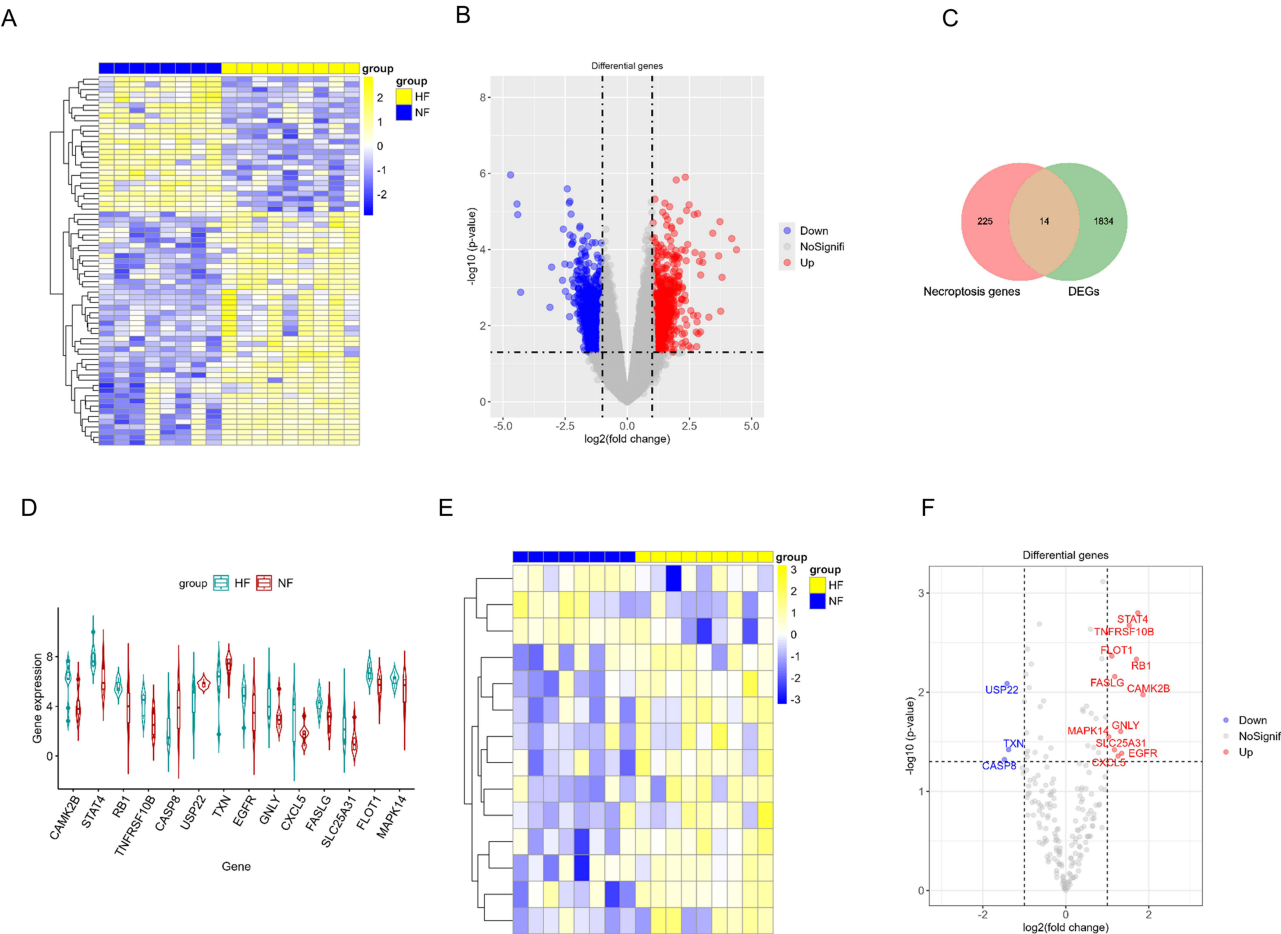 A
group
2
1
0
-1
-2
group
HF
NF
B
Differential genes
8
6
4
2
0
-log10 (p-value)
-5.0
-2.5
0.0
2.5
5.0
log2(fold change)
Down
NoSignifi
Up
C
225
14
1834
Necroptosis genes
DEGs
D
group
HF
NF
8
4
0
Gene expression
CAMK2B
STAT4
RB1
TNFRSF10B
CASP8
USP22
TXN
EGFR
GNLY
CXCL5
FASLG
SLC25A31
FLOT1
MAPK14
Gene
E
group
3
2
1
0
-1
-2
-3
group
HF
NF
F
Differential genes
3
2
1
0
-log10 (p-value)
STAT4
TNFRSF10B
FLOT1
RB1
FASLG
CAMK2B
USP22
GNLY
MAPK14
SLC25A31
TXN
EGFR
CXCL5
CASP8
-2
0
2
log2(fold change)
Down
NoSignif
Up